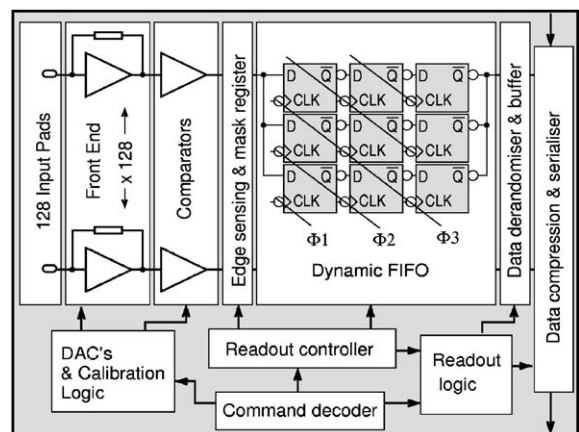 128 Input Pads
Front End
x 128
Comparators
Edge sensing & mask register
D Q̅ D Q̅ D Q̅
CLK CLK CLK
D Q̅ D Q̅ D Q̅
CLK CLK CLK
D Q̅ D Q̅ D Q̅
CLK CLK CLK
Φ1 Φ2 Φ3
Dynamic FIFO
Data derandomiser & buffer
Data compression & serialiser
DAC's
& Calibration
Logic
Readout controller
Command decoder
Readout
logic